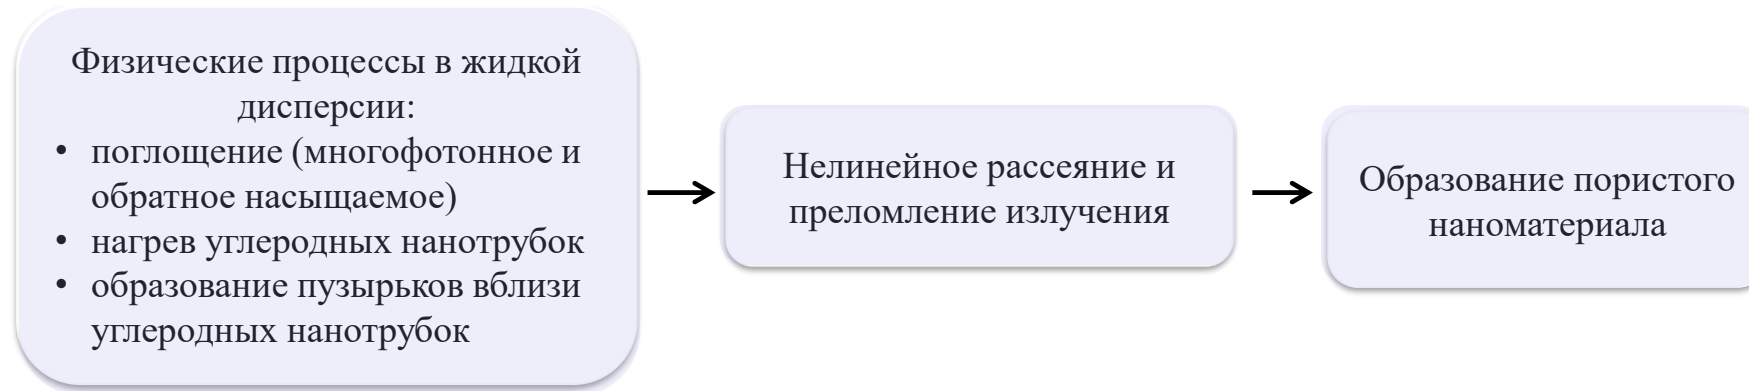 Физические процессы в жидкой
дисперсии:
• поглощение (многофотонное и
обратное насыщаемое)
• нагрев углеродных нанотрубок
• образование пузырьков вблизи
углеродных нанотрубок
Нелинейное рассеяние и
преломление излучения
Образование пористого
наноматериала